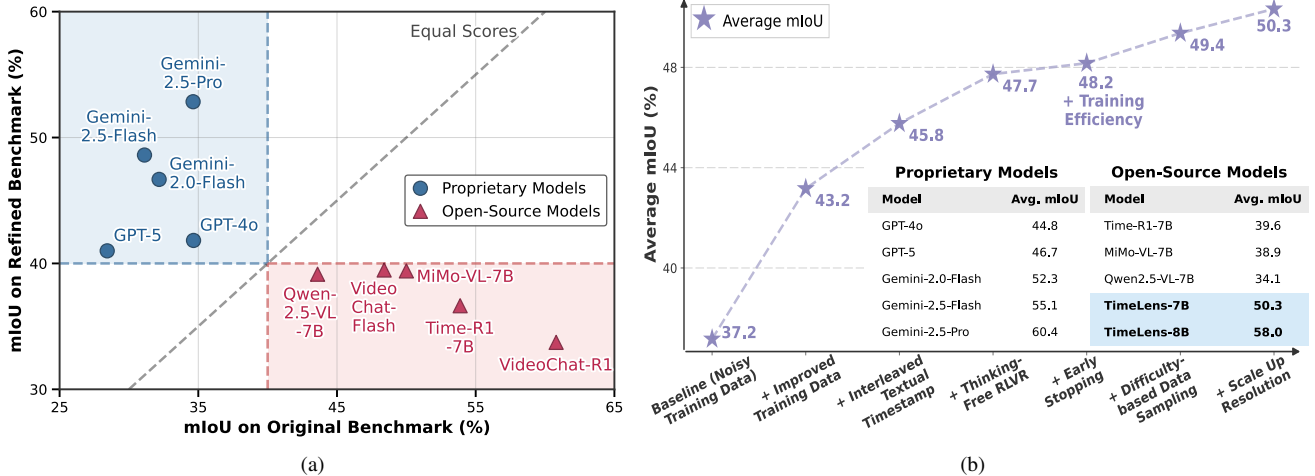 60
50
40
30
25
35
45
55
65
mIoU on Refined Benchmark (%)
mIoU on Original Benchmark (%)
Equal Scores
Gemini-
2.5-Pro
Gemini-
2.5-Flash
Gemini-
2.0-Flash
GPT-5
GPT-4o
Proprietary Models
Open-Source Models
Qwen-
2.5-VL
-7B
Video
Chat-
Flash
MiMo-VL-7B
Time-R1
-7B
VideoChat-R1
(a)
Average mIoU
48
44
40
Average mIoU (%)
37.2
43.2
45.8
47.7
48.2
+ Training
Efficiency
49.4
50.3
Proprietary Models
Model Avg. mIoU
GPT-4o 44.8
GPT-5 46.7
Gemini-2.0-Flash 52.3
Gemini-2.5-Flash 55.1
Gemini-2.5-Pro 60.4
Open-Source Models
Model Avg. mIoU
Time-R1-7B 39.6
MiMo-VL-7B 38.9
Qwen2.5-VL-7B 34.1
TimeLens-7B 50.3
TimeLens-8B 58.0
Baseline (Noisy
Training Data)
+ Improved
Training Data
+ Interleaved
Textual
Timestamp
+ Thinking-
Free RLVR
+ Early
Stopping
+ Difficulty-
based Data
Sampling
+ Scale Up
Resolution
(b)